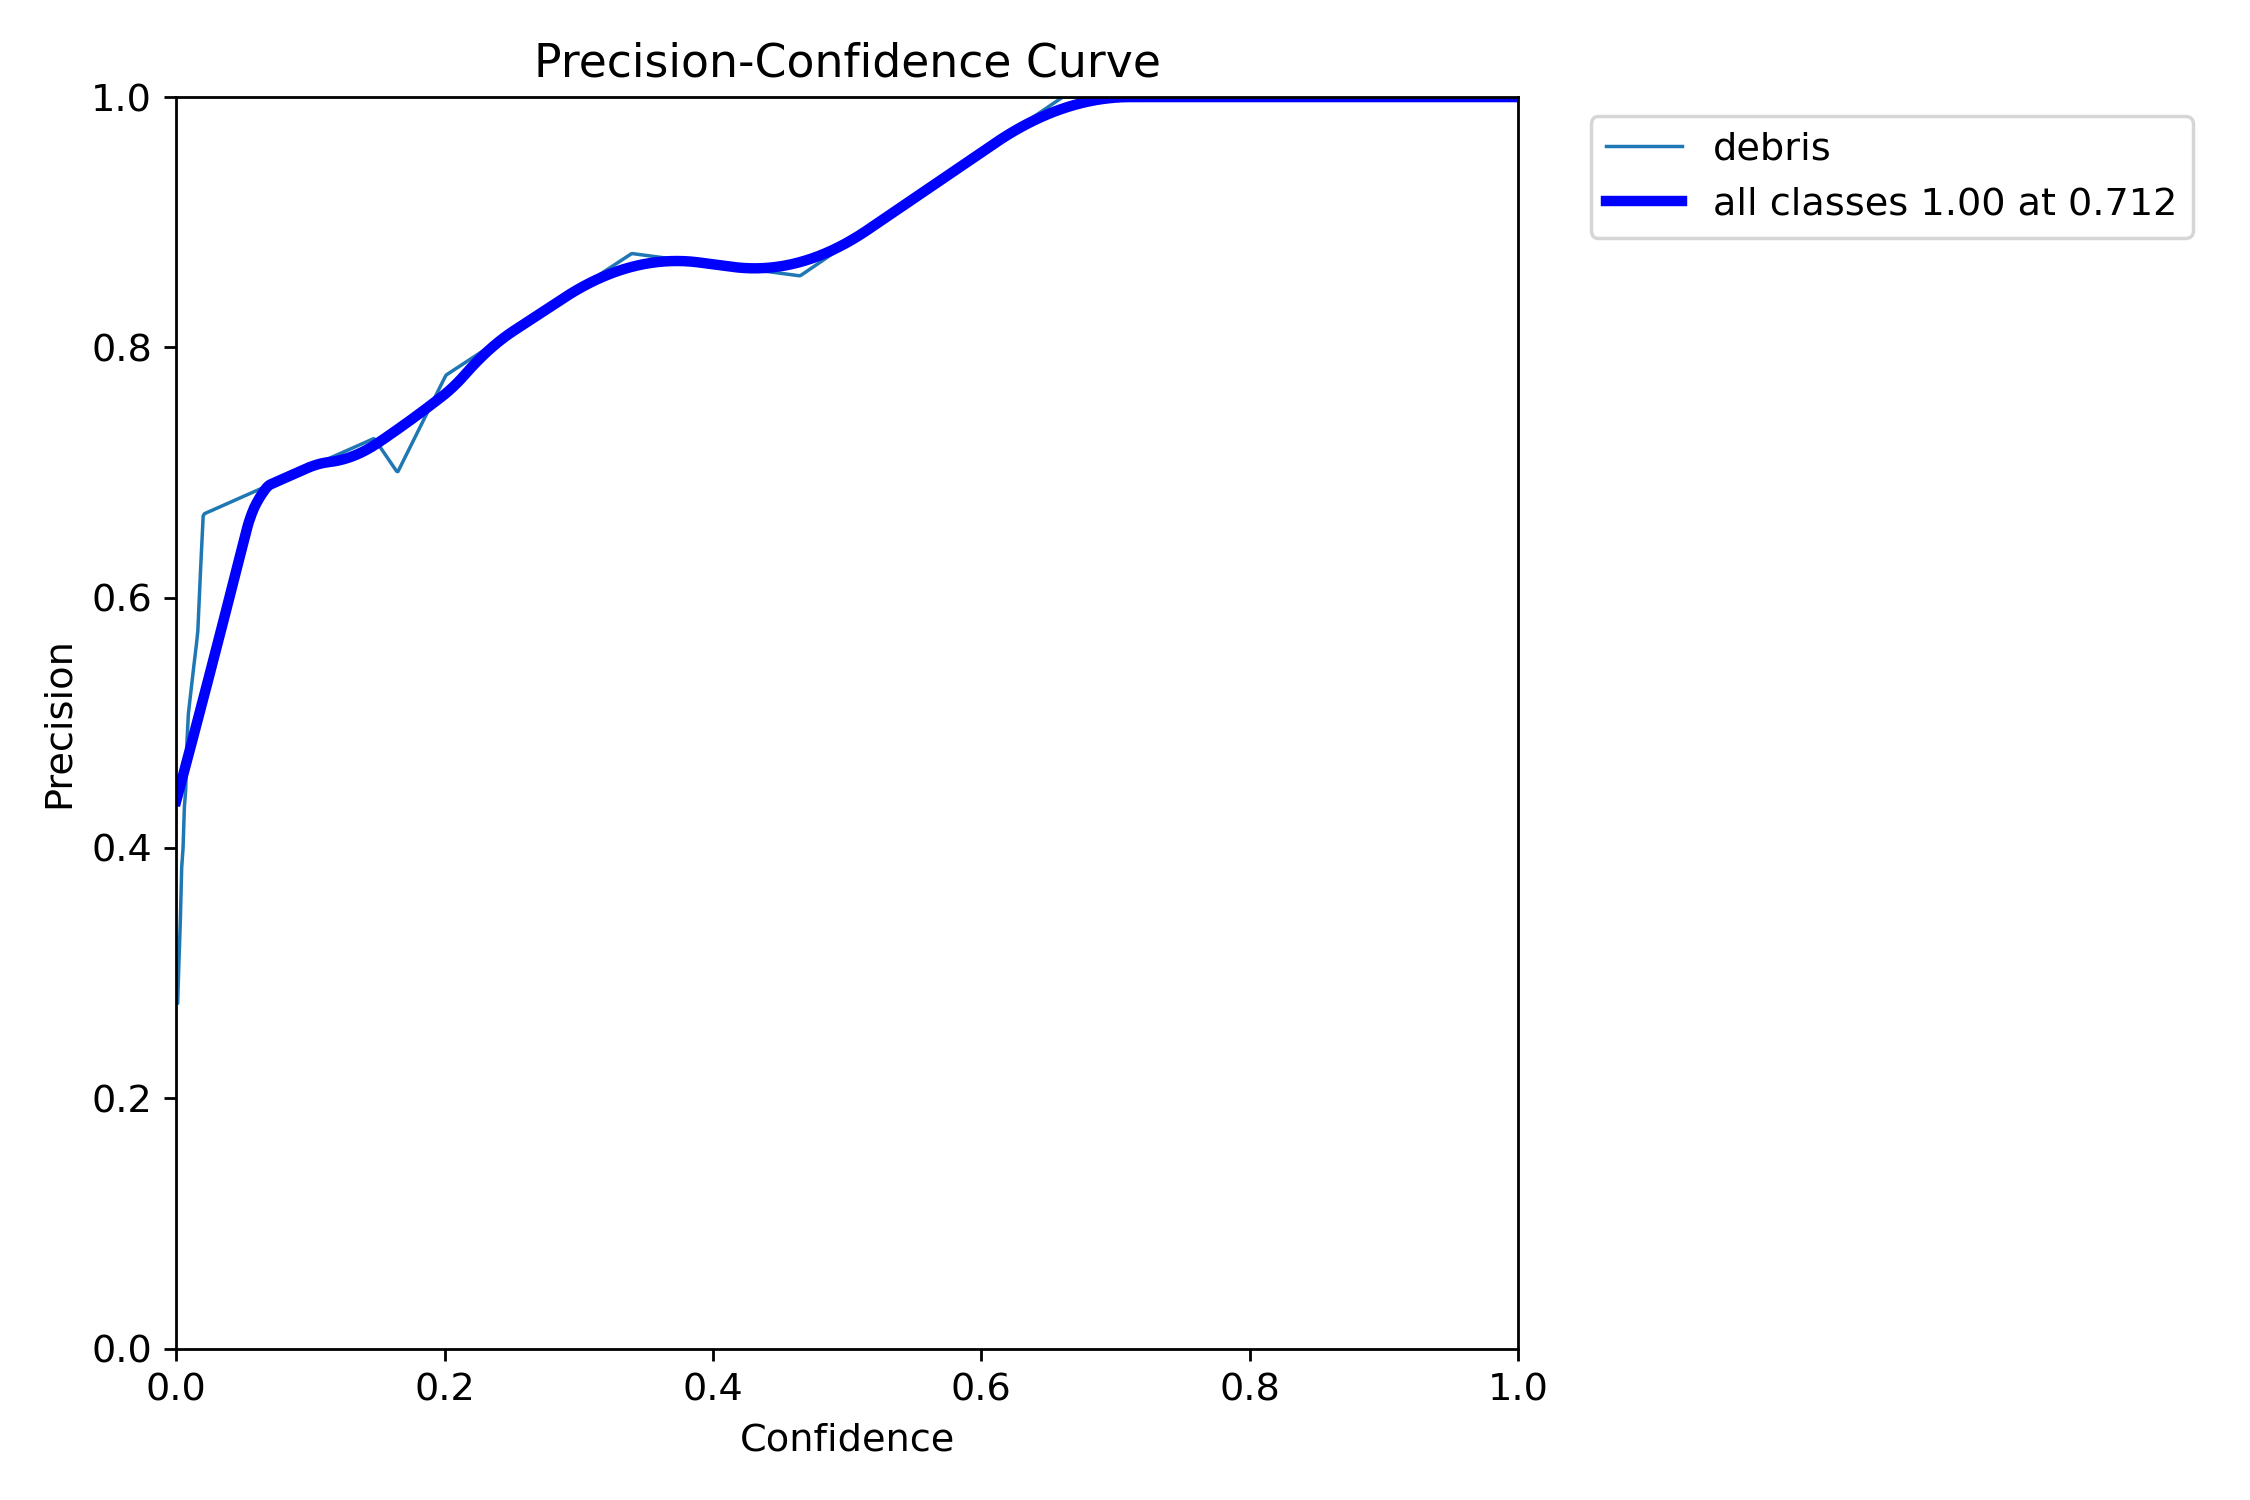 Precision-Confidence Curve
1.0
0.8
0.6
0.4
0.2
0.0
Precision
0.0 0.2 0.4 0.6 0.8 1.0
Confidence
debris
all classes 1.00 at 0.712